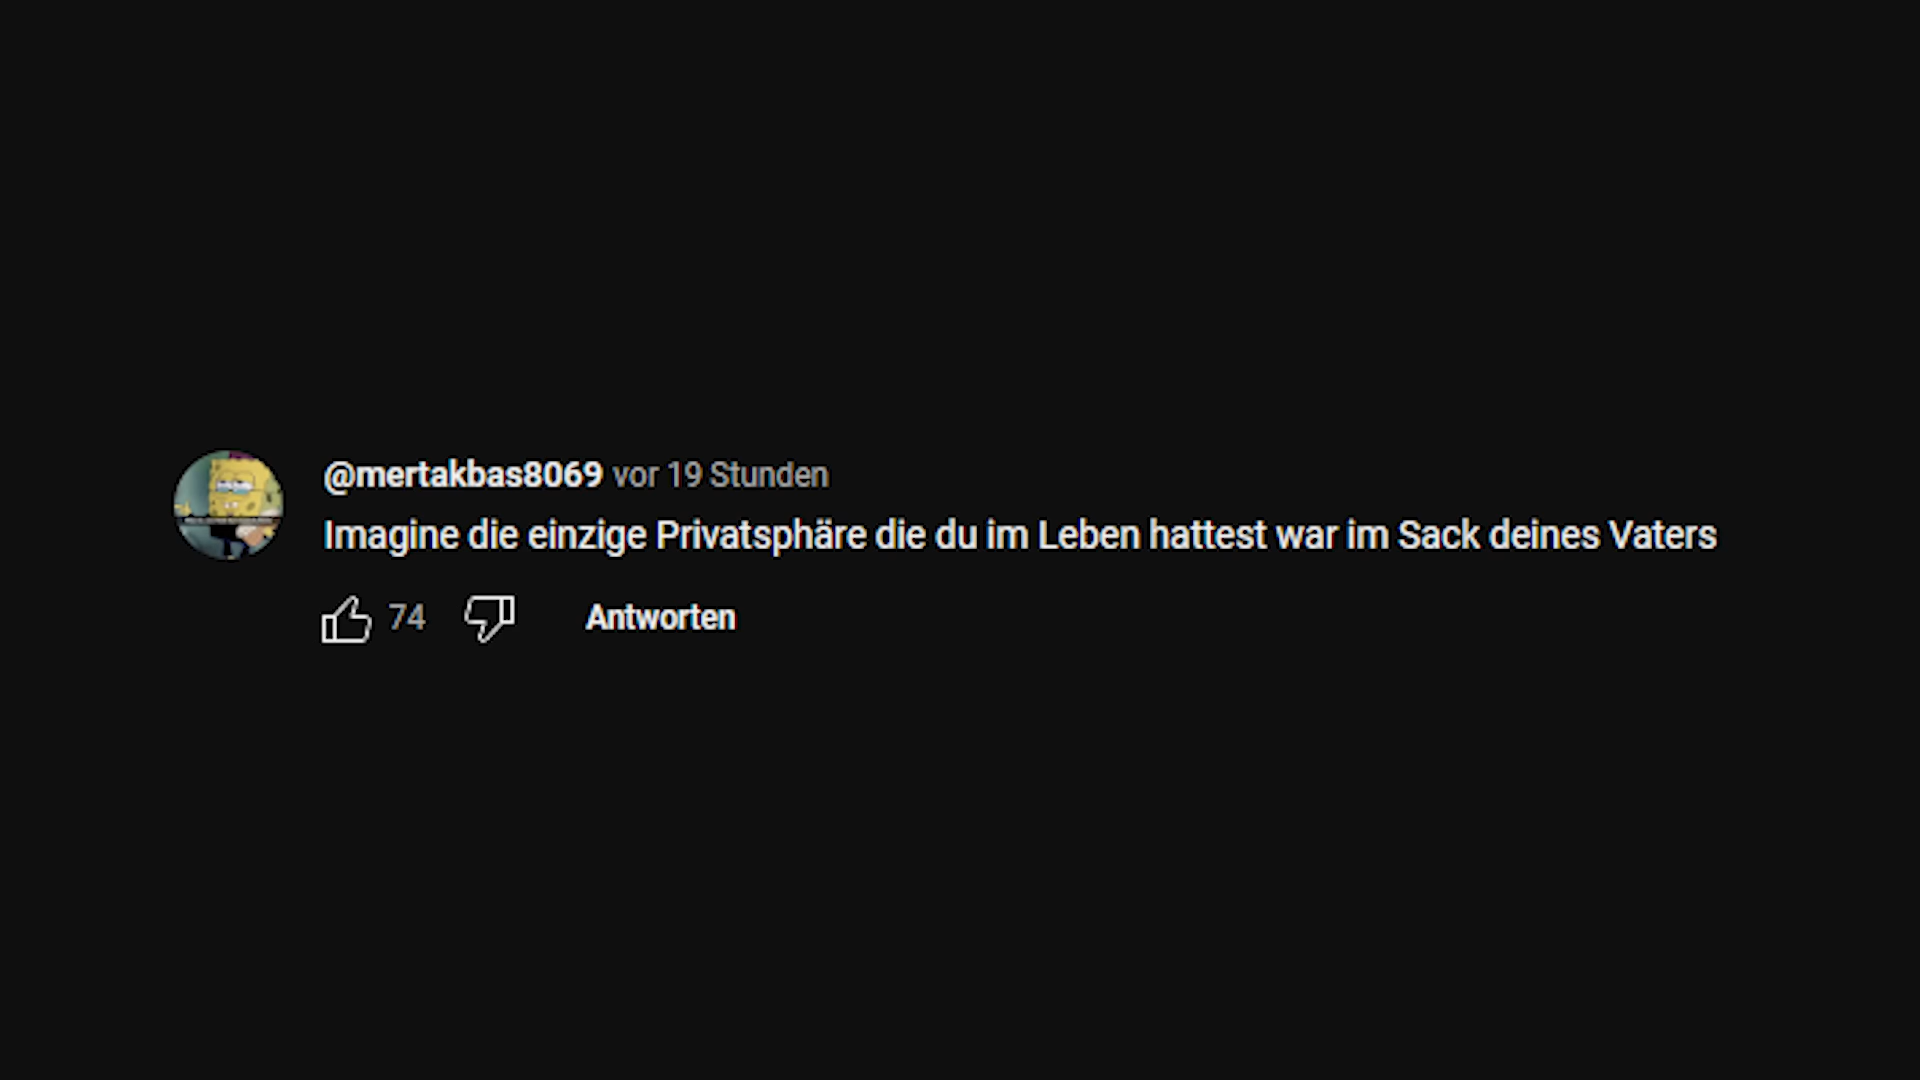 @mertakbas8069 vor 19 Stunden
Imagine die einzige Privatsphäre die du im Leben hattest war im Sack deines Vaters
74 Antworten